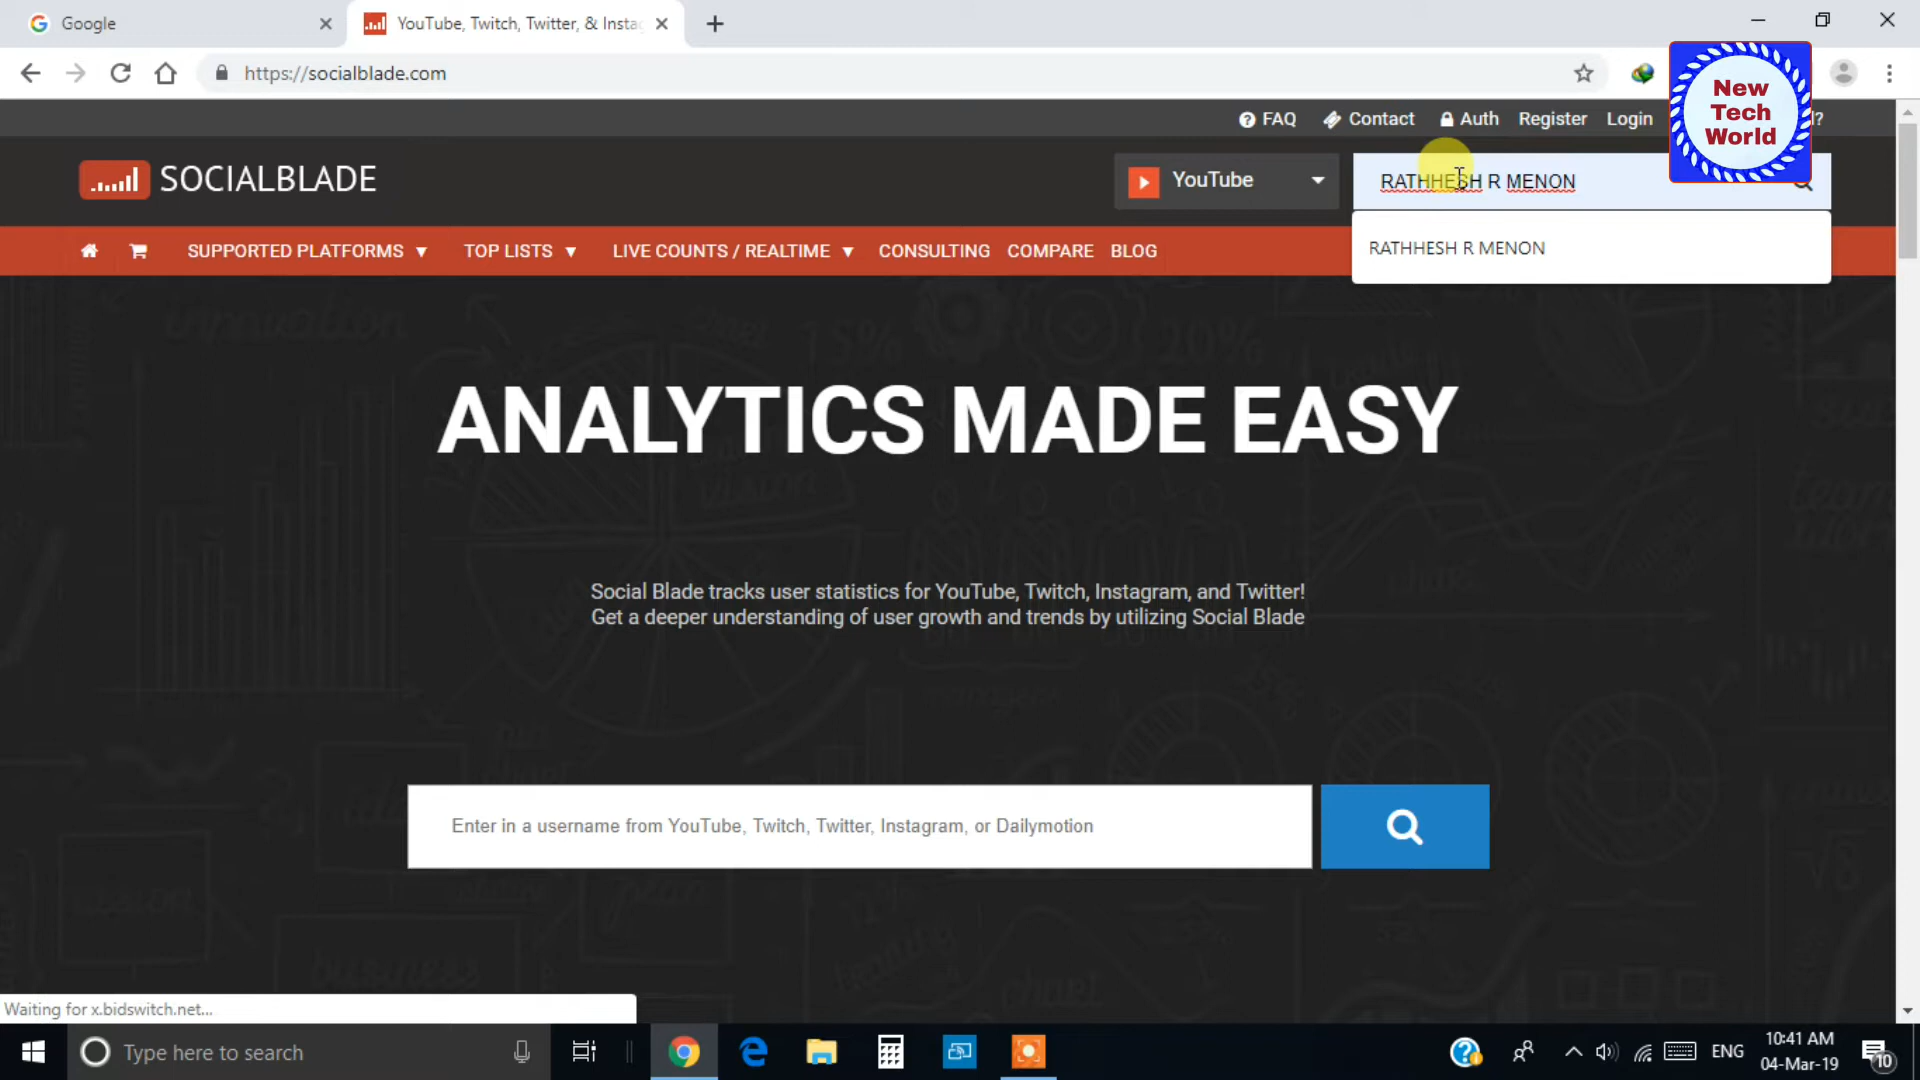 Google
YouTube, Twitch, Twitter, & Insta
https://socialblade.com
New
Tech
World
FAQ
Contact
Auth
Register
Login
?
SOCIALBLADE
YouTube
RATHHESH R MENON
RATHHESH R MENON
SUPPORTED PLATFORMS
TOP LISTS
LIVE COUNTS / REALTIME
CONSULTING
COMPARE
BLOG
15%
20%
ANALYTICS MADE EASY
Social Blade tracks user statistics for YouTube, Twitch, Instagram, and Twitter!
Get a deeper understanding of user growth and trends by utilizing Social Blade
Enter in a username from YouTube, Twitch, Twitter, Instagram, or Dailymotion
Waiting for x.bidswitch.net...
Type here to search
ENG
10:41 AM
04-Mar-19
10